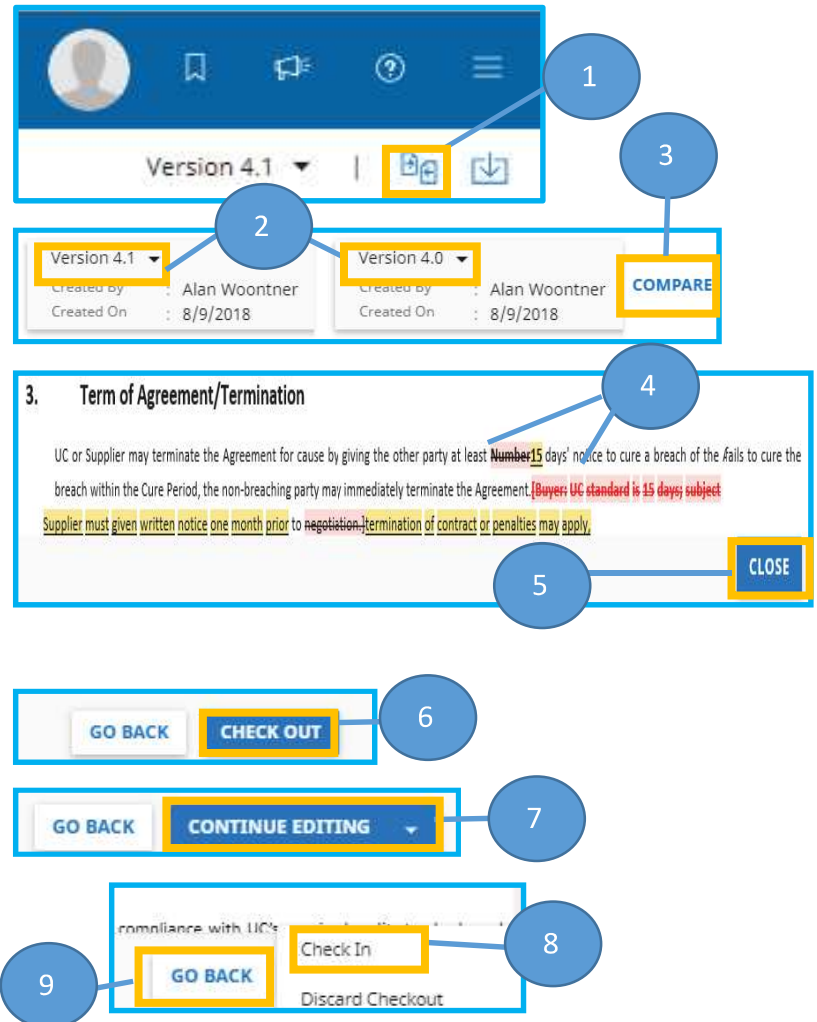 1
Version 4.1
3
2
Version 4.1
Version 4.0
Created By : Alan Woontner
Created By : Alan Woontner
COMPARE
Created On : 8/9/2018
Created On : 8/9/2018
4
3. Term of Agreement/Termination
UC or Supplier may terminate the Agreement for cause by giving the other party at least Number15 days' notice to cure a breach of the fails to cure the
breach within the Cure Period, the non-breaching party may immediately terminate the Agreement.[Buyer: UC standard is 15 days; subject
Supplier must given written notice one month prior to negotiation.]termination of contract or penalties may apply,
CLOSE
5
6
GO BACK
CHECK OUT
7
GO BACK
CONTINUE EDITING
compliance with UC's
8
Check In
GO BACK
9
Discard Checkout